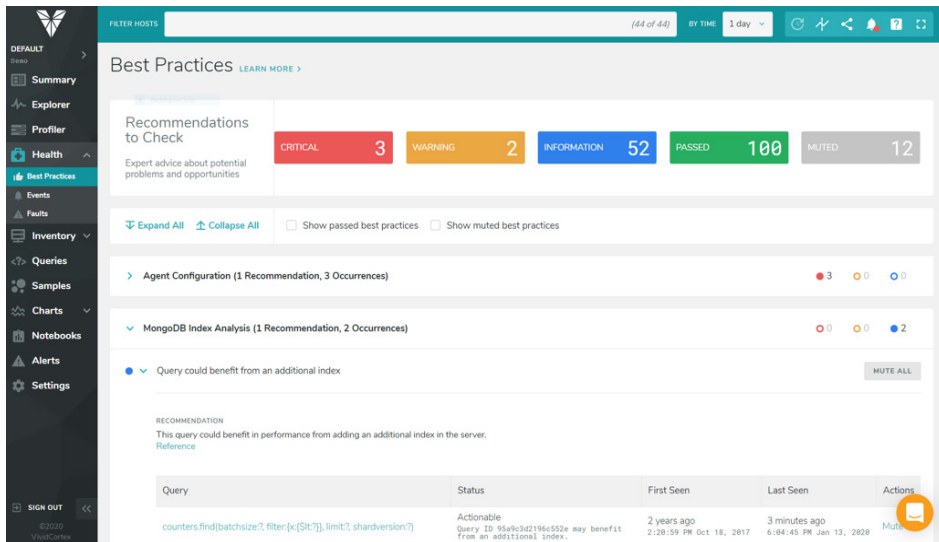 FILTER HOSTS
(44 of 44)
BY TIME
1 day
DEFAULT
Demo
Summary
Explorer
Profiler
Health
Best Practices
Events
Faults
Inventory
Queries
Samples
Charts
Notebooks
Alerts
Settings
SIGN OUT
©2020
VividCortex
Best Practices LEARN MORE >
Recommendations
to Check
Expert advice about potential
problems and opportunities
CRITICAL 3
WARNING 2
INFORMATION 52
PASSED 100
MUTED 12
Expand All Collapse All Show passed best practices Show muted best practices
Agent Configuration (1 Recommendation, 3 Occurrences) 3 0 0
MongoDB Index Analysis (1 Recommendation, 2 Occurrences) 0 0 2
Query could benefit from an additional index MUTE ALL
RECOMMENDATION
This query could benefit in performance from adding an additional index in the server.
Reference
Query Status First Seen Last Seen Actions
counters.find(batchsize:?, filter:{x:{$lt:?}}, limit:?, shardversion:?)
Actionable
Query ID 95a9c3d2196c552e may benefit
from an additional index.
2 years ago
2:20:59 PM Oct 18, 2017
3 minutes ago
6:04:45 PM Jan 13, 2020
Mute